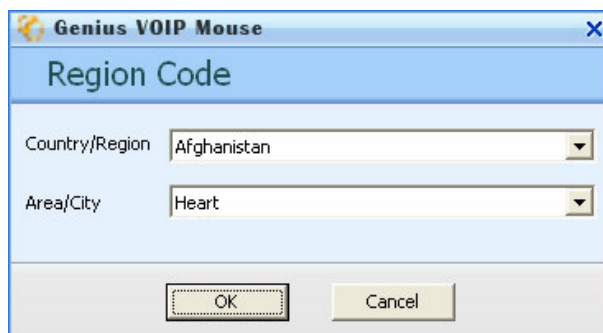 Genius VOIP Mouse
Region Code
Country/Region Afghanistan
Area/City Heart
OK Cancel